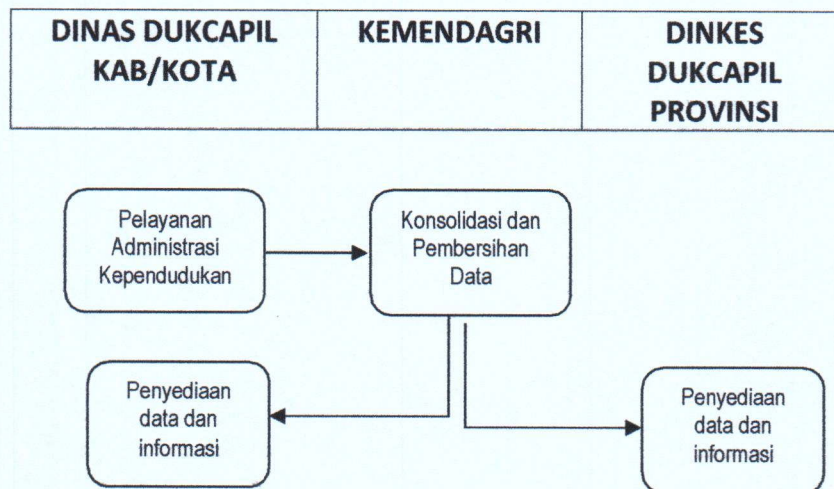 DINAS DUKCAPIL
KAB/KOTA
KEMENDAGRI
DINKES
DUKCAPIL
PROVINSI
Pelayanan
Administrasi
Kependudukan
Konsolidasi dan
Pembersihan
Data
Penyediaan
data dan
informasi
Penyediaan
data dan
informasi